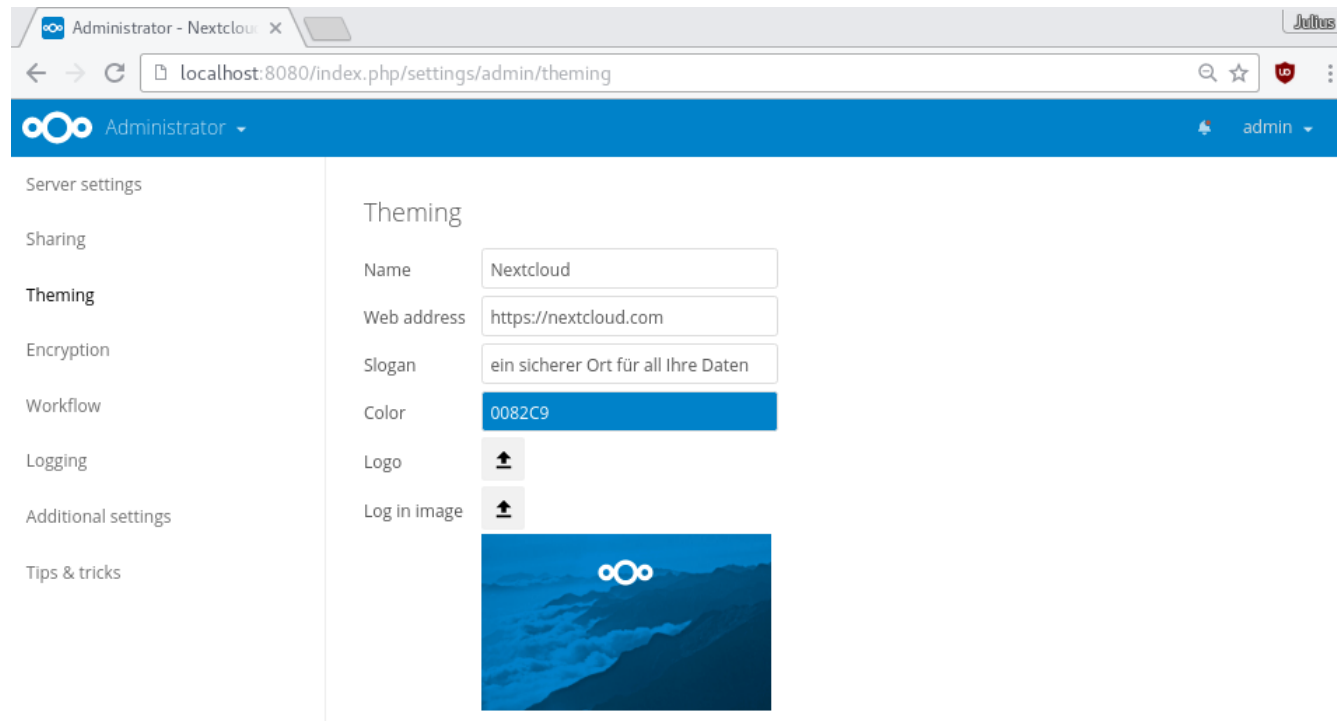 Administrator - Nextclou
Julius
localhost:8080/index.php/settings/admin/theming
Administrator
admin
Server settings
Sharing
Theming
Encryption
Workflow
Logging
Additional settings
Tips & tricks
Theming
Name Nextcloud
Web address https://nextcloud.com
Slogan ein sicherer Ort für all Ihre Daten
Color 0082C9
Logo
Log in image